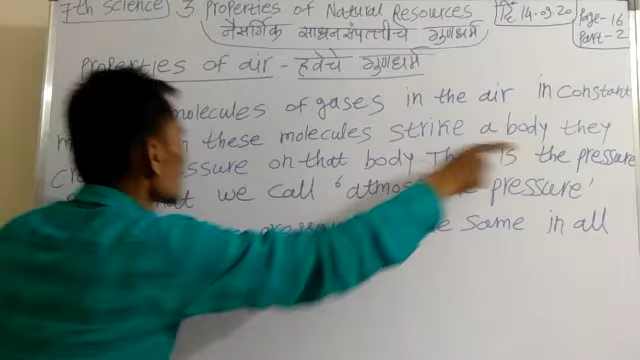 7th Science 3 Properties of Natural Resources दि 14.09.20 Page-16
नैसर्गिक साधनसंपत्तीचे गुणधर्म Part-2
Properties of air - हवेचे गुणधर्म
molecules of gases in the air in constant
these molecules strike a body they
on that body. is the pressure
we call 'atmos pressure'
same in all